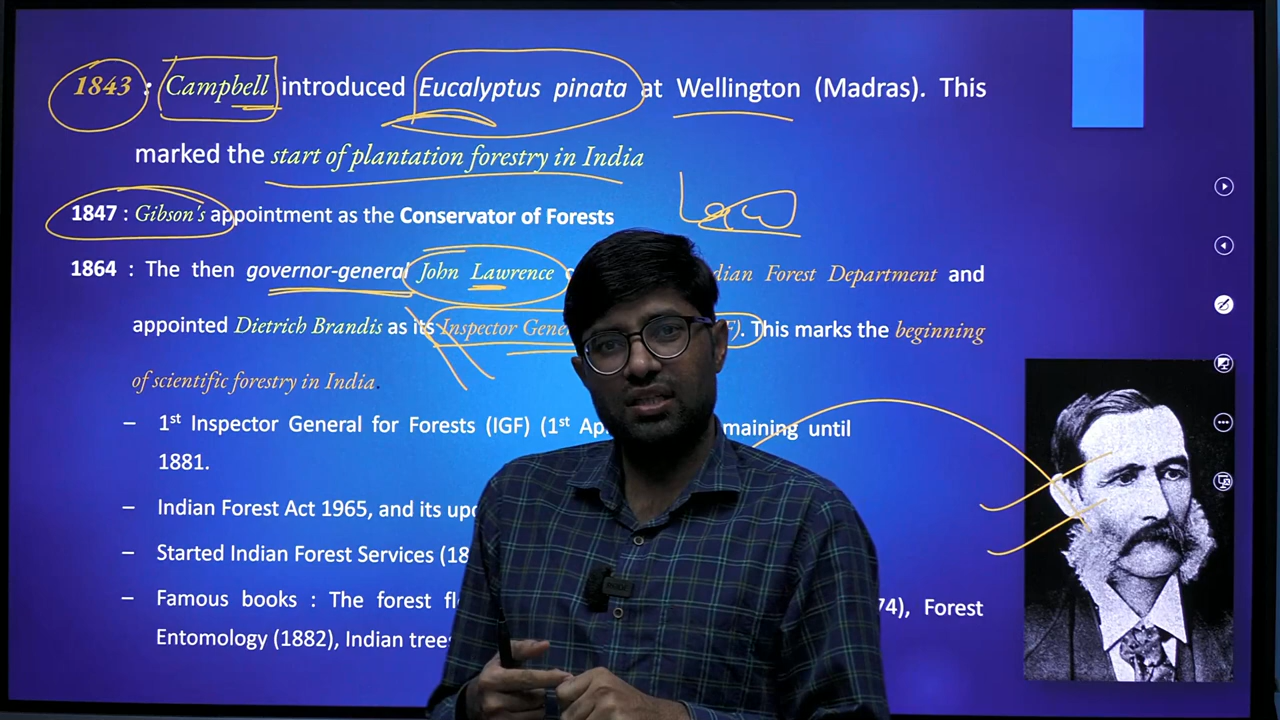 1843 : Campbell introduced Eucalyptus pinata at Wellington (Madras). This
marked the start of plantation forestry in India
1847 : Gibson's appointment as the Conservator of Forests
Law
1864 : The then governor-general John Lawrence Forest Department and
appointed Dietrich Brandis as its Inspector This marks the beginning
of scientific forestry in India.
– 1st Inspector General for Forests (IGF) (1st until
1881.
– Indian Forest Act 1965, and its
– Started Indian Forest Services
– Famous books : The forest Forest
Entomology (1882), Indian